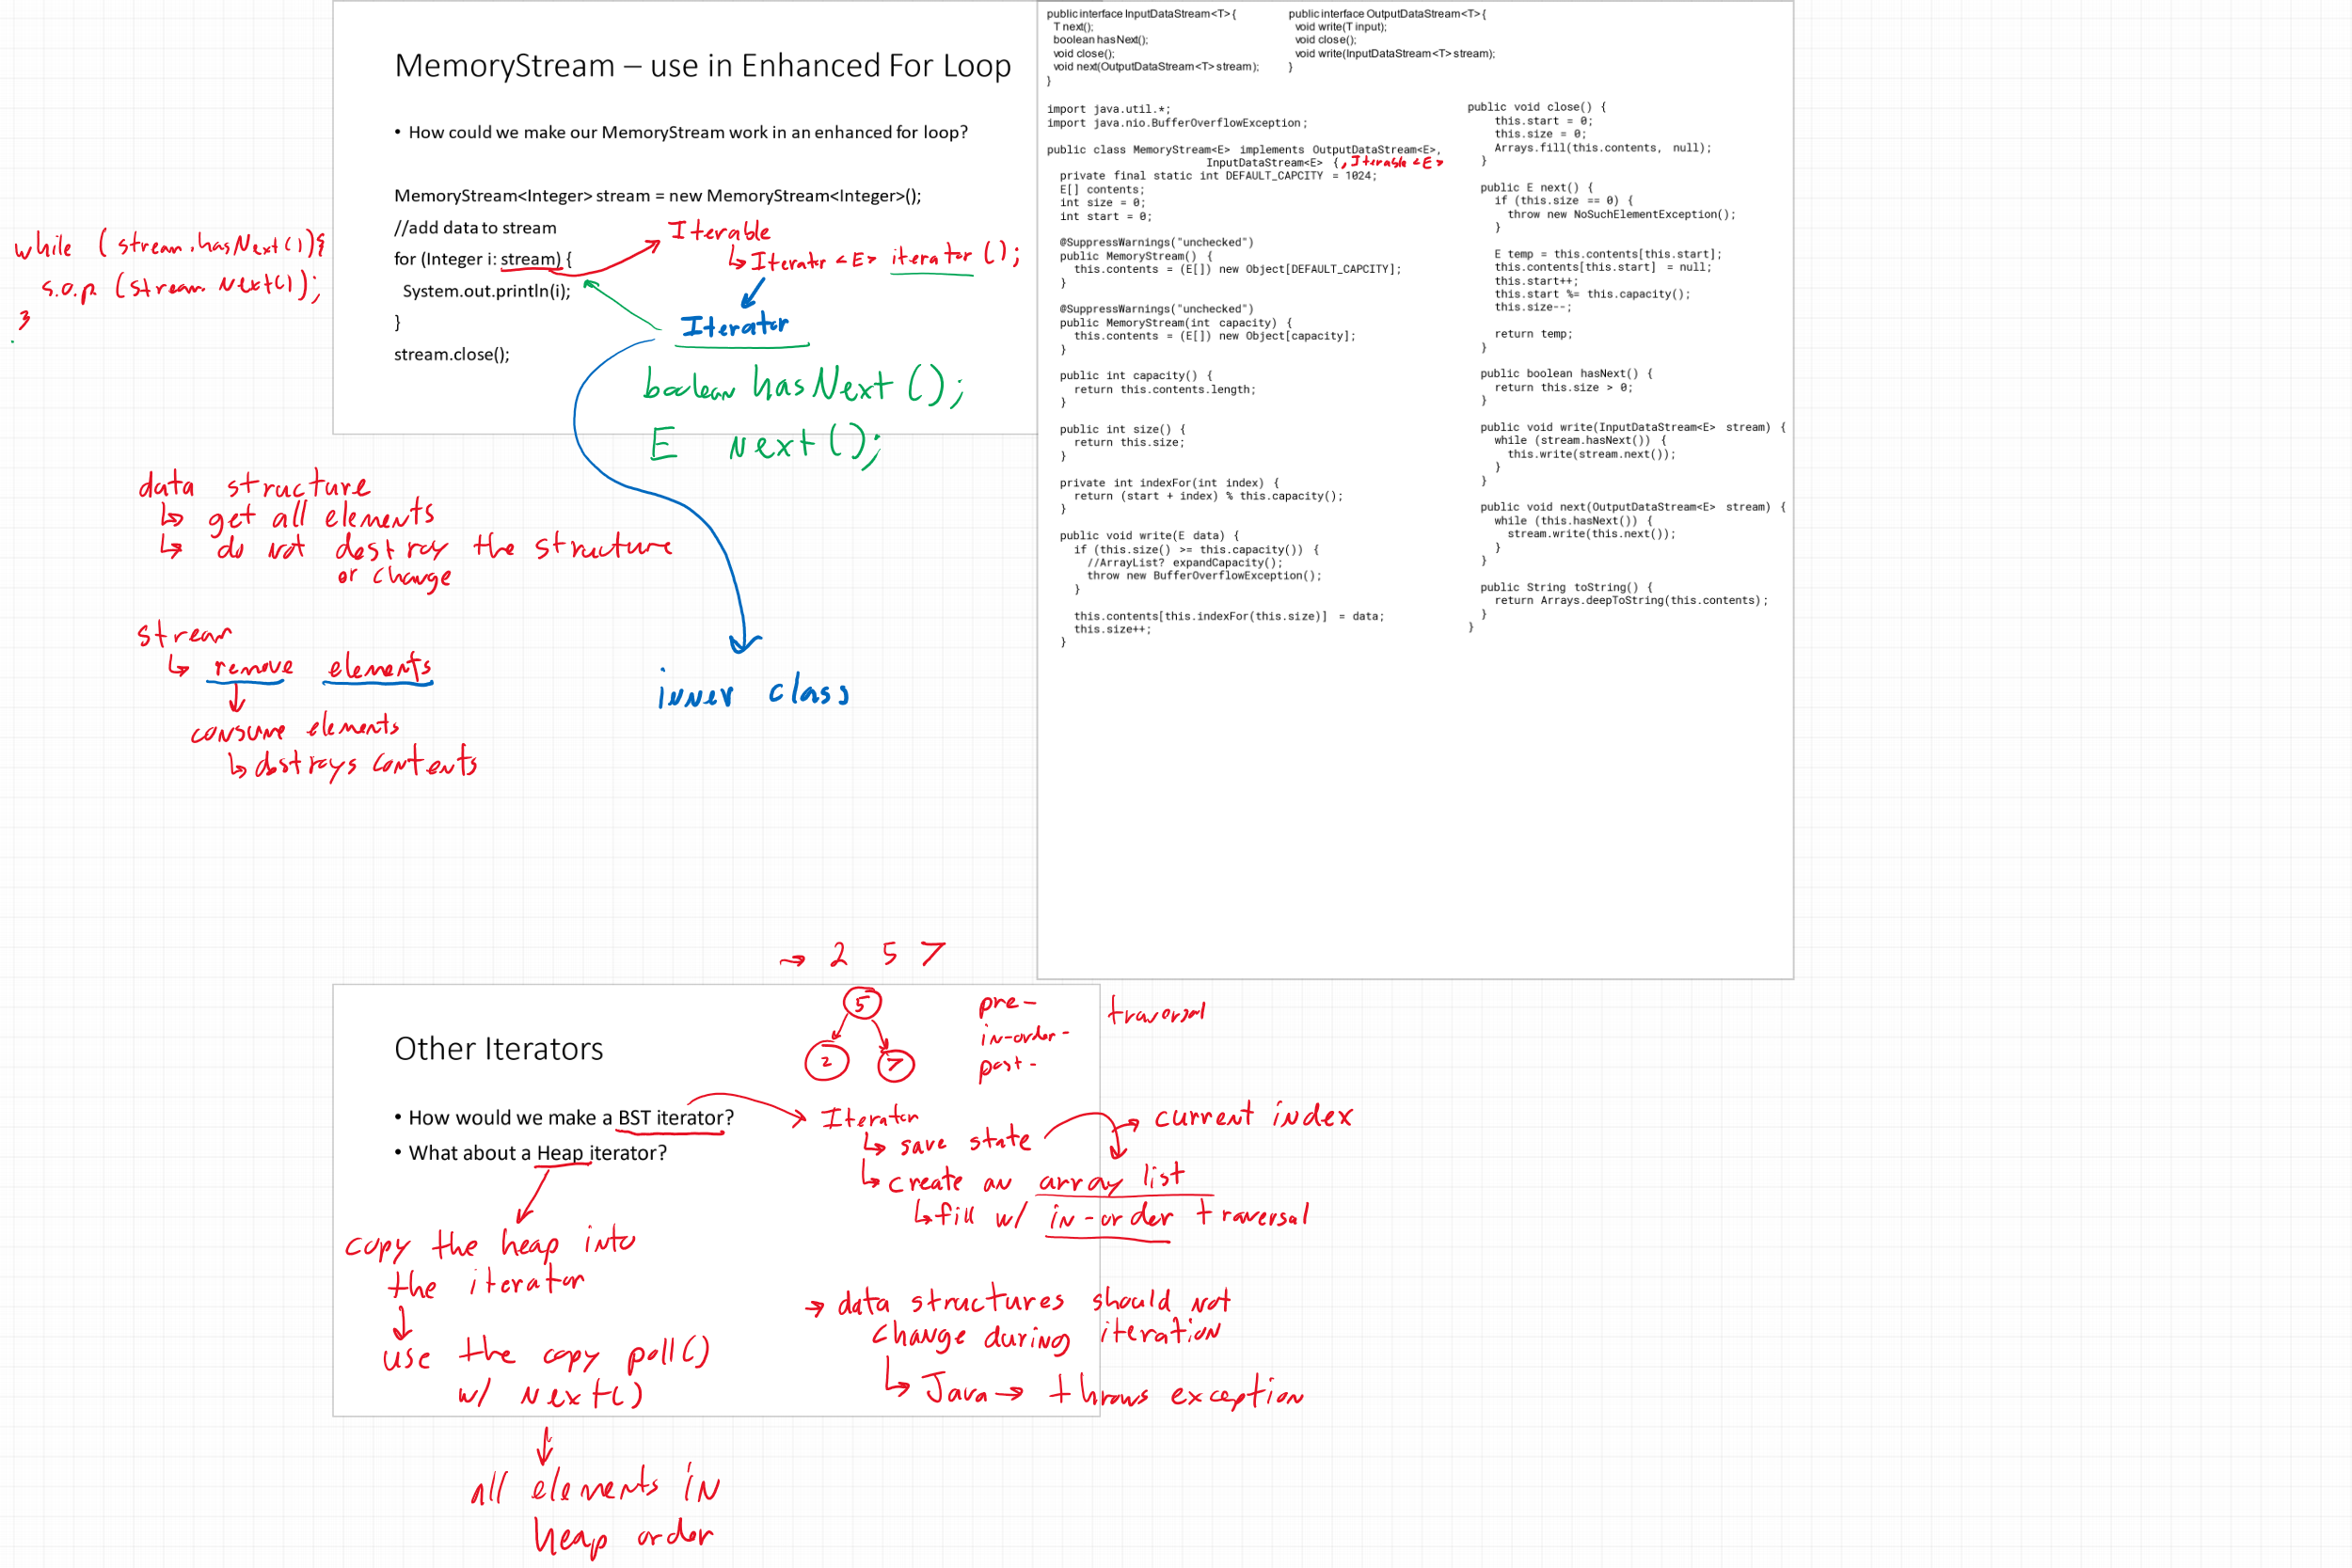 MemoryStream – use in Enhanced For Loop
• How could we make our MemoryStream work in an enhanced for loop?
MemoryStream<Integer> stream = new MemoryStream<Integer>();
//add data to stream
for (Integer i: stream) {
System.out.println(i);
}
stream.close();
while (stream.hasNext()){
s.o.p (stream.next();
}
Iterable
↳ Iterator <E> iterator ();
Iterator
boolean hasNext ();
E next();
inner class
data structure
↳ get all elements
↳ do not destroy the structure
or change
stream
↳ remove elements
consume elements
↳ destroys contents
public interface InputDataStream<T> {
T next();
boolean hasNext();
void close();
void next(OutputDataStream<T> stream);
}
public interface OutputDataStream<T> {
void write(T input);
void close();
void write(InputDataStream<T> stream);
}
import java.util.*;
import java.nio.BufferOverflowException;
public class MemoryStream<E> implements OutputDataStream<E>,
InputDataStream<E> { , Iterable <E>
private final static int DEFAULT_CAPCITY = 1024;
E[] contents;
int size = 0;
int start = 0;
@SuppressWarnings("unchecked")
public MemoryStream() {
this.contents = (E[]) new Object[DEFAULT_CAPCITY];
}
@SuppressWarnings("unchecked")
public MemoryStream(int capacity) {
this.contents = (E[]) new Object[capacity];
}
public int capacity() {
return this.contents.length;
}
public int size() {
return this.size;
}
private int indexFor(int index) {
return (start + index) % this.capacity();
}
public void write(E data) {
if (this.size() >= this.capacity()) {
//ArrayList? expandCapacity();
throw new BufferOverflowException();
}
this.contents[this.indexFor(this.size)] = data;
this.size++;
}
public void close() {
this.start = 0;
this.size = 0;
Arrays.fill(this.contents, null);
}
public E next() {
if (this.size == 0) {
throw new NoSuchElementException();
}
E temp = this.contents[this.start];
this.contents[this.start] = null;
this.start++;
this.start %= this.capacity();
this.size--;
return temp;
}
public boolean hasNext() {
return this.size > 0;
}
public void write(InputDataStream<E> stream) {
while (stream.hasNext()) {
this.write(stream.next());
}
}
public void next(OutputDataStream<E> stream) {
while (this.hasNext()) {
stream.write(this.next());
}
}
public String toString() {
return Arrays.deepToString(this.contents);
}
}
→ 2 5 7
5
2 7
pre-
in-order-
post-
traversal
Other Iterators
• How would we make a BST iterator?
• What about a Heap iterator?
Iterator
↳ save state → current index
↳ create an array list
↳ fill w/ in-order traversal
copy the heap into
the iterator
use the copy poll()
w/ next()
all elements in
heap order
→ data structures should not
change during iteration
↳ Java → throws exception